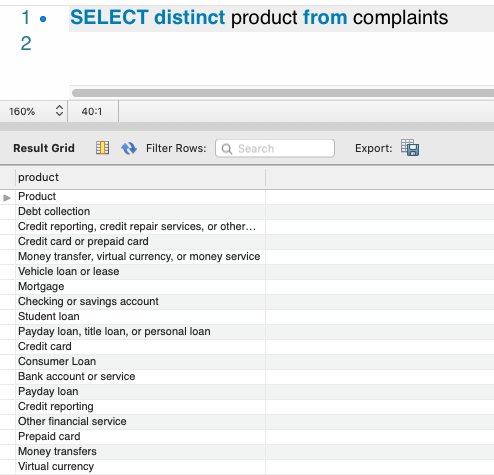 1 SELECT distinct product from complaints
2
160% 40:1
Result Grid Filter Rows: Search Export:
product
Product
Debt collection
Credit reporting, credit repair services, or other...
Credit card or prepaid card
Money transfer, virtual currency, or money service
Vehicle loan or lease
Mortgage
Checking or savings account
Student loan
Payday loan, title loan, or personal loan
Credit card
Consumer Loan
Bank account or service
Payday loan
Credit reporting
Other financial service
Prepaid card
Money transfers
Virtual currency